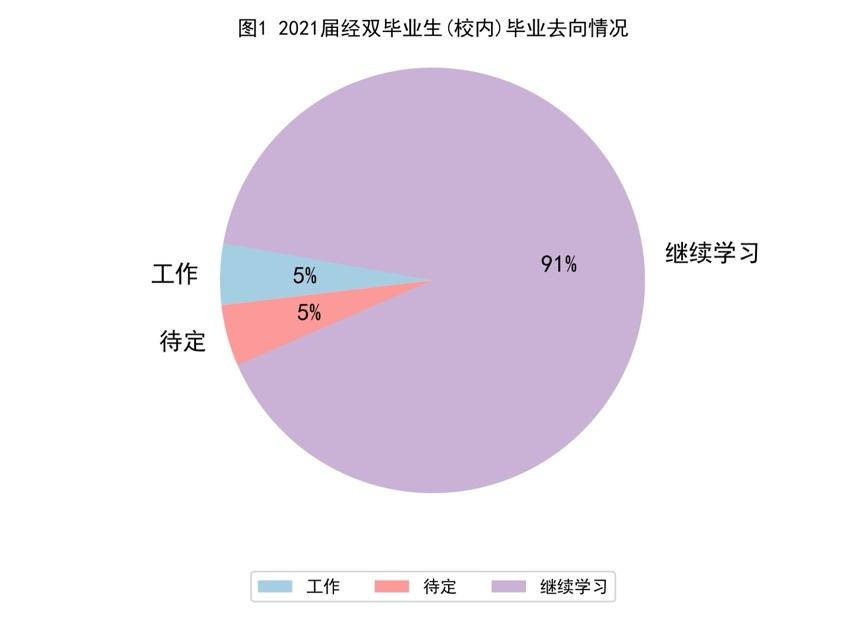 图1 2021届经双毕业生(校内)毕业去向情况
工作
5%
待定
5%
91%
继续学习
工作 待定 继续学习